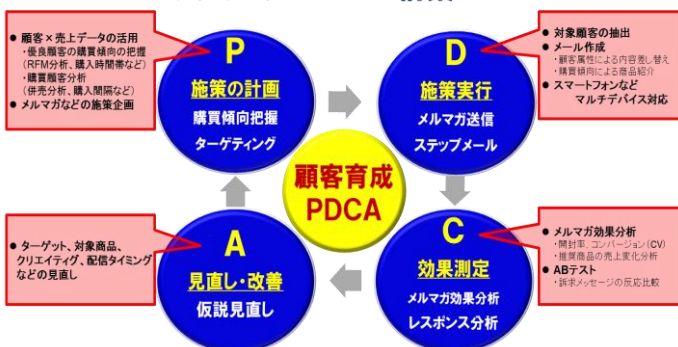 ● 顧客×売上データの活用
・優良顧客の購買傾向の把握
(RFM分析、購入時間帯など)
・購買顧客分析
(併売分析、購入間隔など)
● メルマガなどの施策企画
P
施策の計画
購買傾向把握
ターゲティング
D
施策実行
メルマガ送信
ステップメール
● 対象顧客の抽出
● メール作成
・顧客属性による内容差し替え
・購買傾向による商品紹介
● スマートフォンなど
マルチデバイス対応
顧客育成
PDCA
● ターゲット、対象商品、
クリエイティグ、配信タイミング
などの見直し
A
見直し・改善
仮説見直し
C
効果測定
メルマガ効果分析
レスポンス分析
● メルマガ効果分析
・開封率、コンバージョン(CV)
・推奨商品の売上変化分析
● ABテスト
・訴求メッセージの反応比較